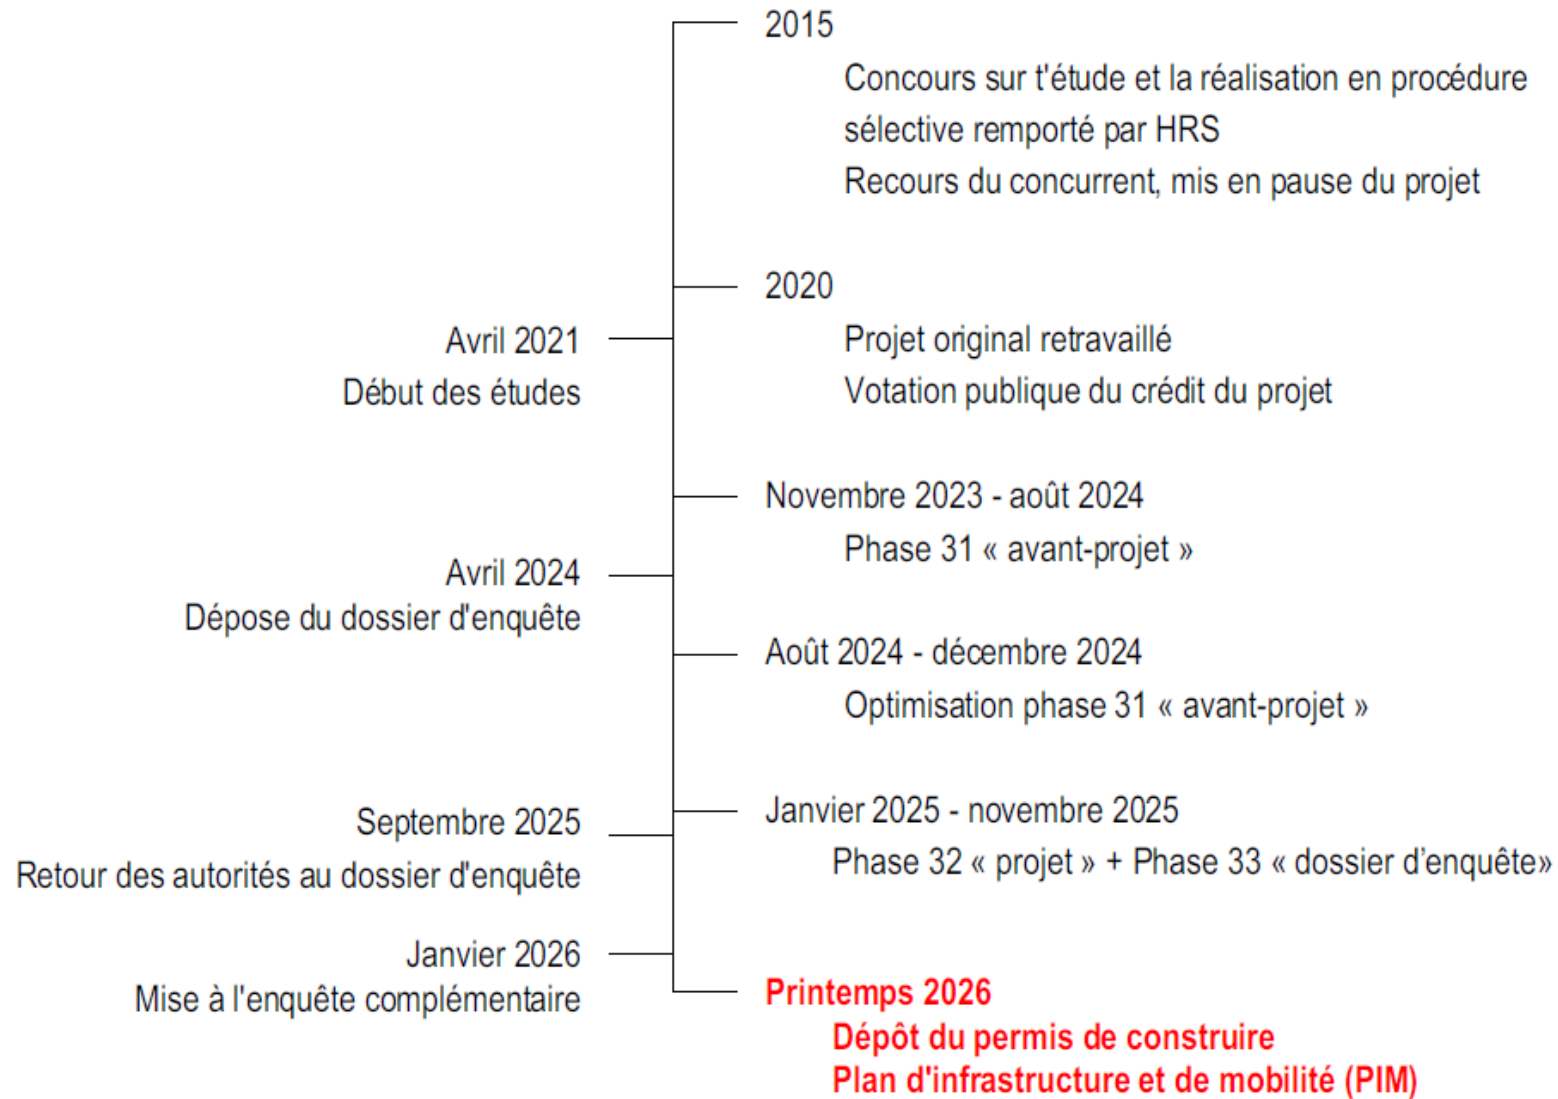 2015
Concours sur t'étude et la réalisation en procédure
sélective remporté par HRS
Recours du concurrent, mis en pause du projet
2020
Projet original retravaillé
Votation publique du crédit du projet
Avril 2021
Début des études
Novembre 2023 - août 2024
Phase 31 « avant-projet »
Avril 2024
Dépose du dossier d'enquête
Août 2024 - décembre 2024
Optimisation phase 31 « avant-projet »
Janvier 2025 - novembre 2025
Phase 32 « projet » + Phase 33 « dossier d’enquête»
Septembre 2025
Retour des autorités au dossier d'enquête
Janvier 2026
Mise à l'enquête complémentaire
Printemps 2026
Dépôt du permis de construire
Plan d'infrastructure et de mobilité (PIM)